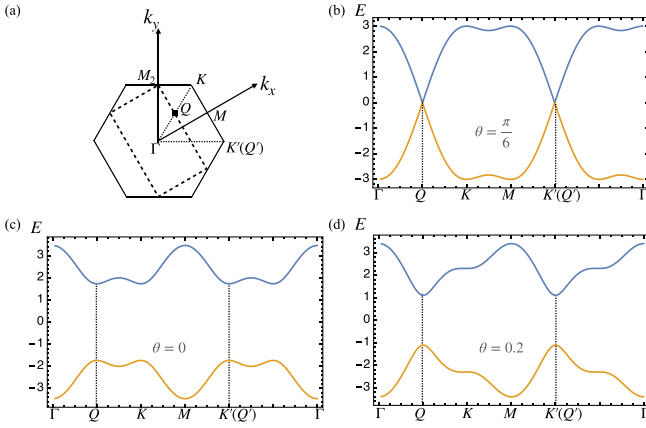 (a)
k_y
M_2
K
k_x
Q
M
Γ
K'(Q')
(b)
E
3
2
1
0
-1
-2
-3
θ = π/6
Γ Q K M K'(Q') Γ
(c)
E
3
2
1
0
-1
-2
-3
θ = 0
Γ Q K M K'(Q') Γ
(d)
E
3
2
1
0
-1
-2
-3
θ = 0.2
Γ Q K M K'(Q') Γ